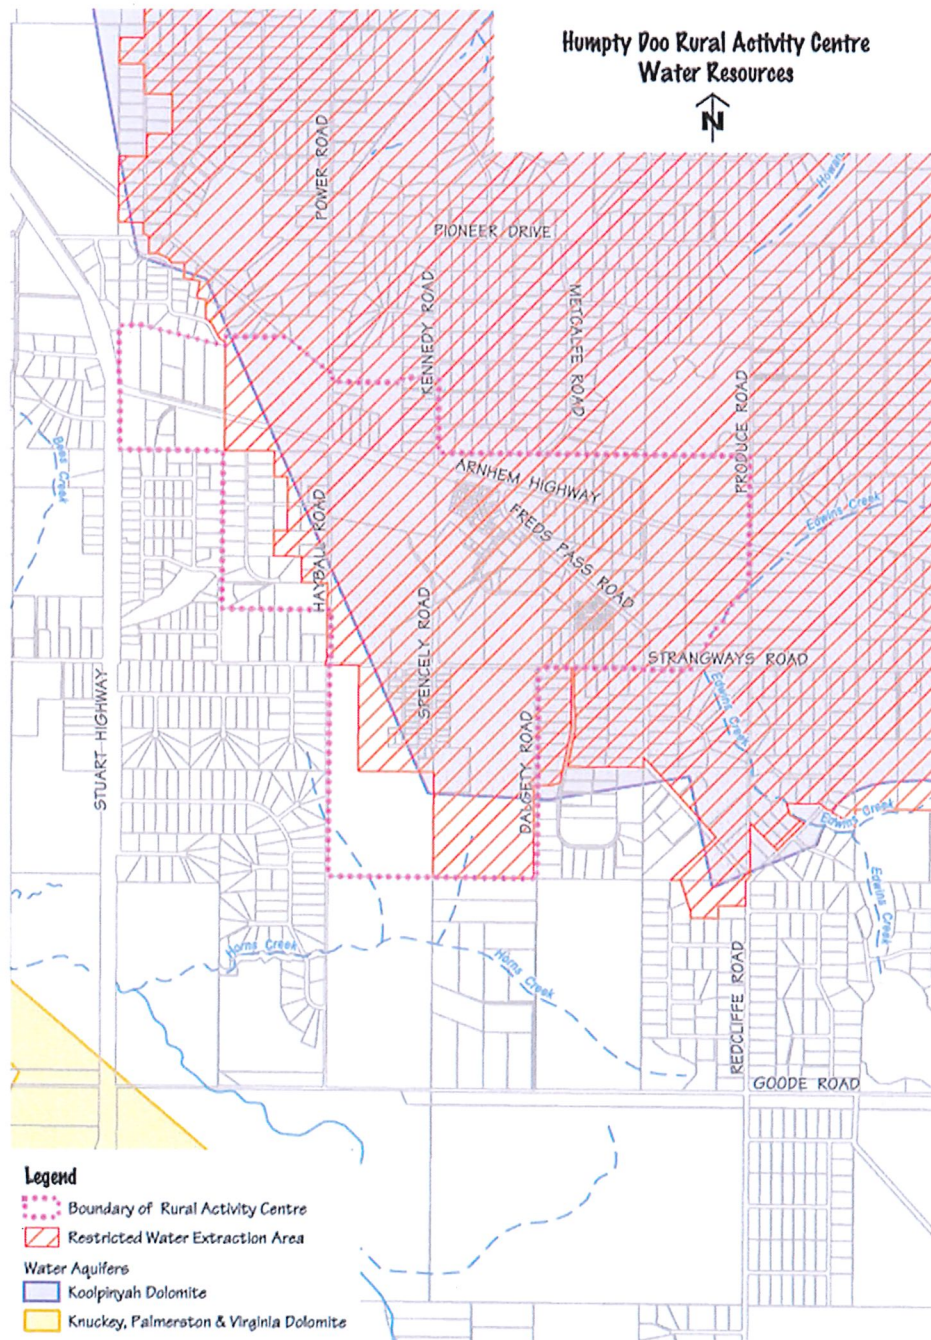 Humpty Doo Rural Activity Centre
Water Resources
N
Howar
POWER ROAD
PIONEER DRIVE
KENNEDY ROAD
METCALFE ROAD
PRODUCE ROAD
Bees Creek
ARNHEM HIGHWAY
Edwins Creek
FREDS PASS ROAD
HAYBALL ROAD
SPENCELY ROAD
STRANGWAYS ROAD
STUART HIGHWAY
Edwins Creek
DALGETY ROAD
Edwins Creek
Edwins Creek
Horns Creek
Horns Creek
REDCLIFFE ROAD
GOODE ROAD
Legend
Boundary of Rural Activity Centre
Restricted Water Extraction Area
Water Aquifers
Koolpinyah Dolomite
Knuckey, Palmerston & Virginia Dolomite